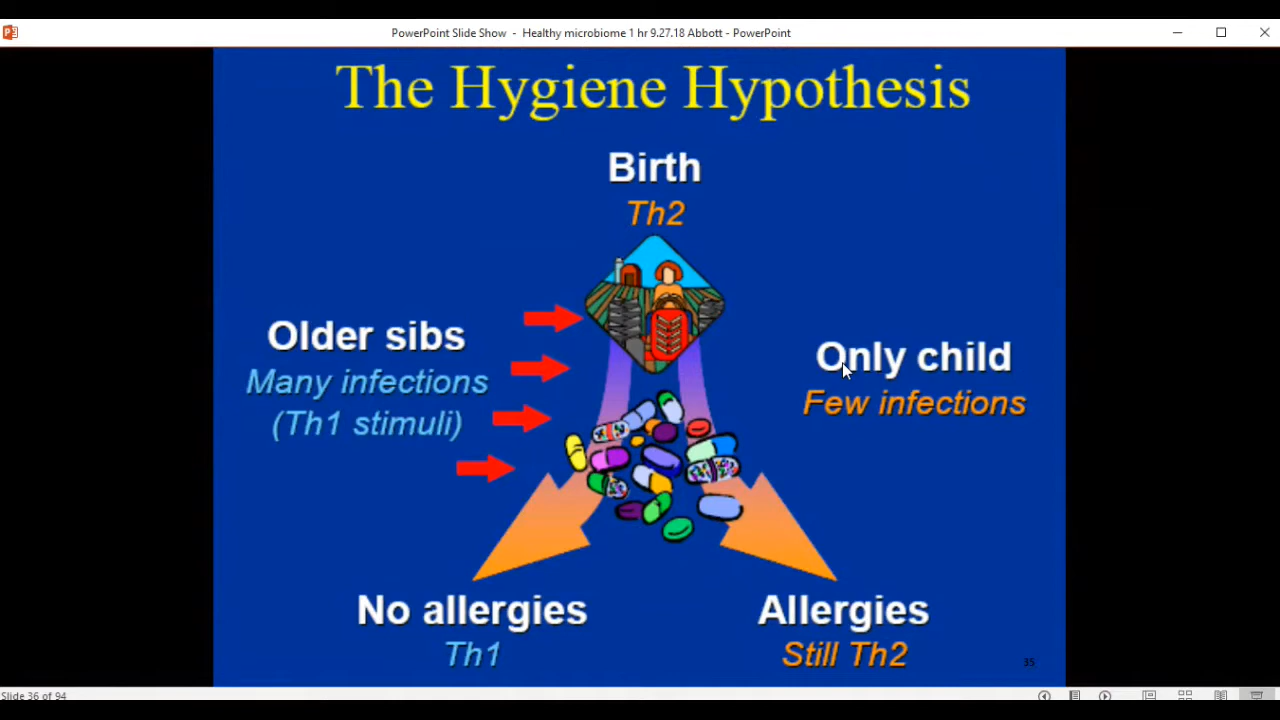 PowerPoint Slide Show - Healthy microbiome 1 hr 9.27.18 Abbott - PowerPoint
The Hygiene Hypothesis
Birth
Th2
Older sibs
Many infections
(Th1 stimuli)
Only child
Few infections
No allergies
Th1
Allergies
Still Th2
35
Slide 36 of 94